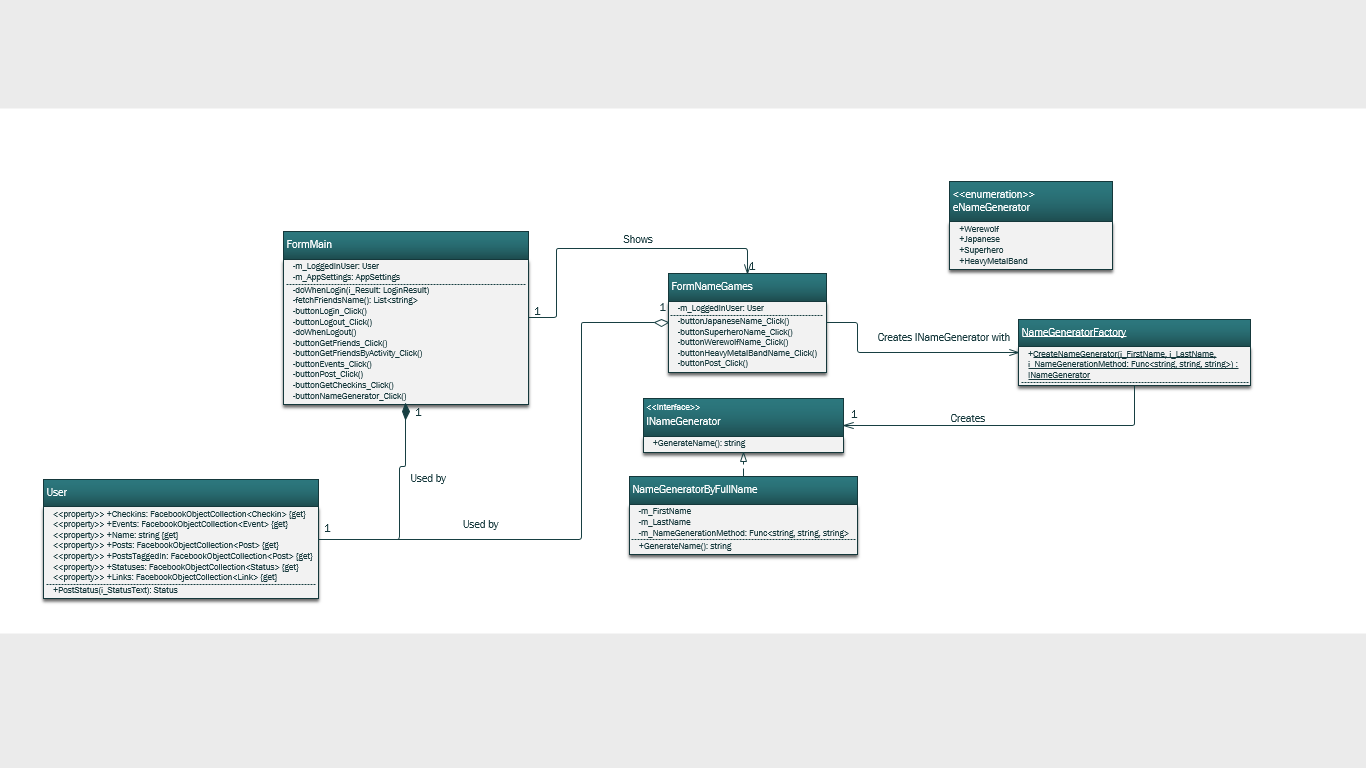 <<enumeration>>
eNameGenerator
+Werewolf
+Japanese
+Superhero
+HeavyMetalBand
FormMain
-m_LoggedInUser: User
-m_AppSettings: AppSettings
-doWhenLogin(i_Result: LoginResult)
-fetchFriendsName(): List<string>
-buttonLogin_Click()
-buttonLogout_Click()
-doWhenLogout()
-buttonGetFriends_Click()
-buttonGetFriendsByActivity_Click()
-buttonEvents_Click()
-buttonPost_Click()
-buttonGetCheckins_Click()
-buttonNameGenerator_Click()
1
Shows
1
1
FormNameGames
-m_LoggedInUser: User
-buttonJapaneseName_Click()
-buttonSuperheroName_Click()
-buttonWerewolfName_Click()
-buttonHeavyMetalBandName_Click()
-buttonPost_Click()
Creates INameGenerator with
NameGeneratorFactory
+CreateNameGenerator(i_FirstName, i_LastName,
i_NameGenerationMethod: Func<string, string, string>) :
INameGenerator
<<interface>>
INameGenerator
+GenerateName(): string
1
Creates
1
Used by
Used by
User
<<property>> +Checkins: FacebookObjectCollection<Checkin> {get}
<<property>> +Events: FacebookObjectCollection<Event> {get}
<<property>> +Name: string {get}
<<property>> +Posts: FacebookObjectCollection<Post> {get}
<<property>> +PostsTaggedIn: FacebookObjectCollection<Post> {get}
<<property>> +Statuses: FacebookObjectCollection<Status> {get}
<<property>> +Links: FacebookObjectCollection<Link> {get}
+PostStatus(i_StatusText): Status
1
NameGeneratorByFullName
-m_FirstName
-m_LastName
-m_NameGenerationMethod: Func<string, string, string>
+GenerateName(): string